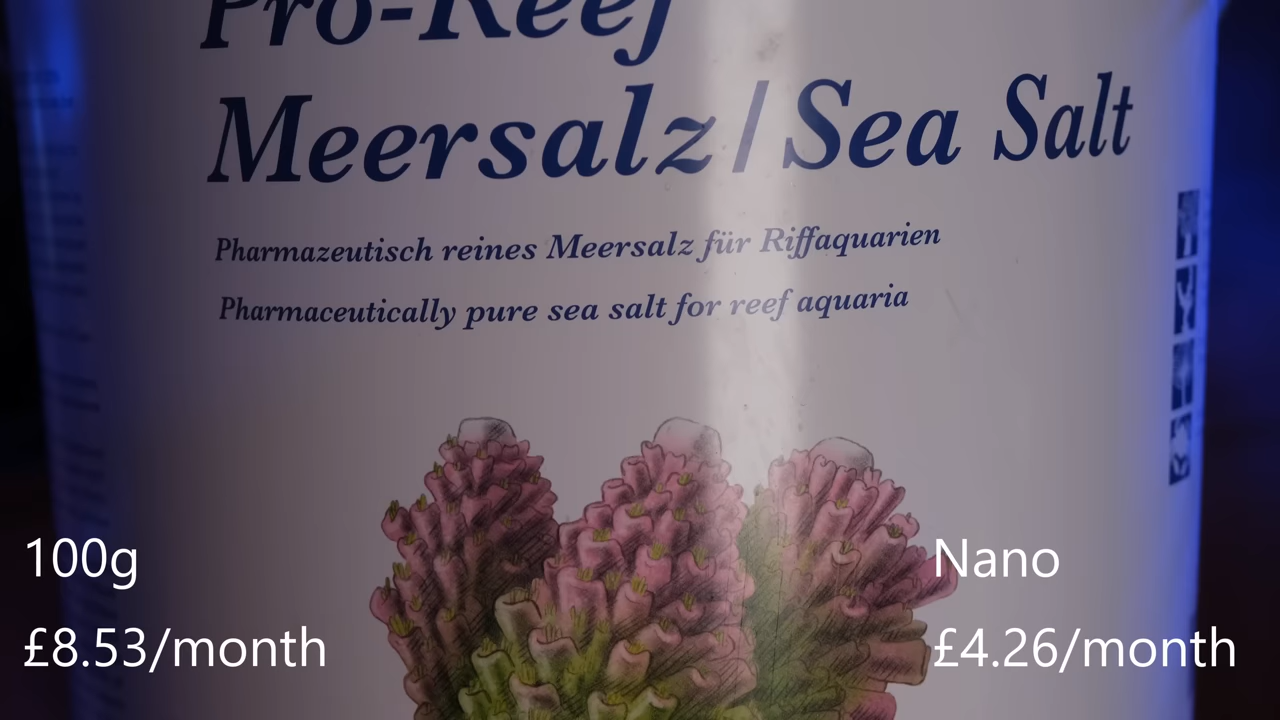 Pro-Reef
Meersalz / Sea Salt
Pharmazeutisch reines Meersalz für Riffaquarien
Pharmaceutically pure sea salt for reef aquaria
100g
£8.53/month
Nano
£4.26/month